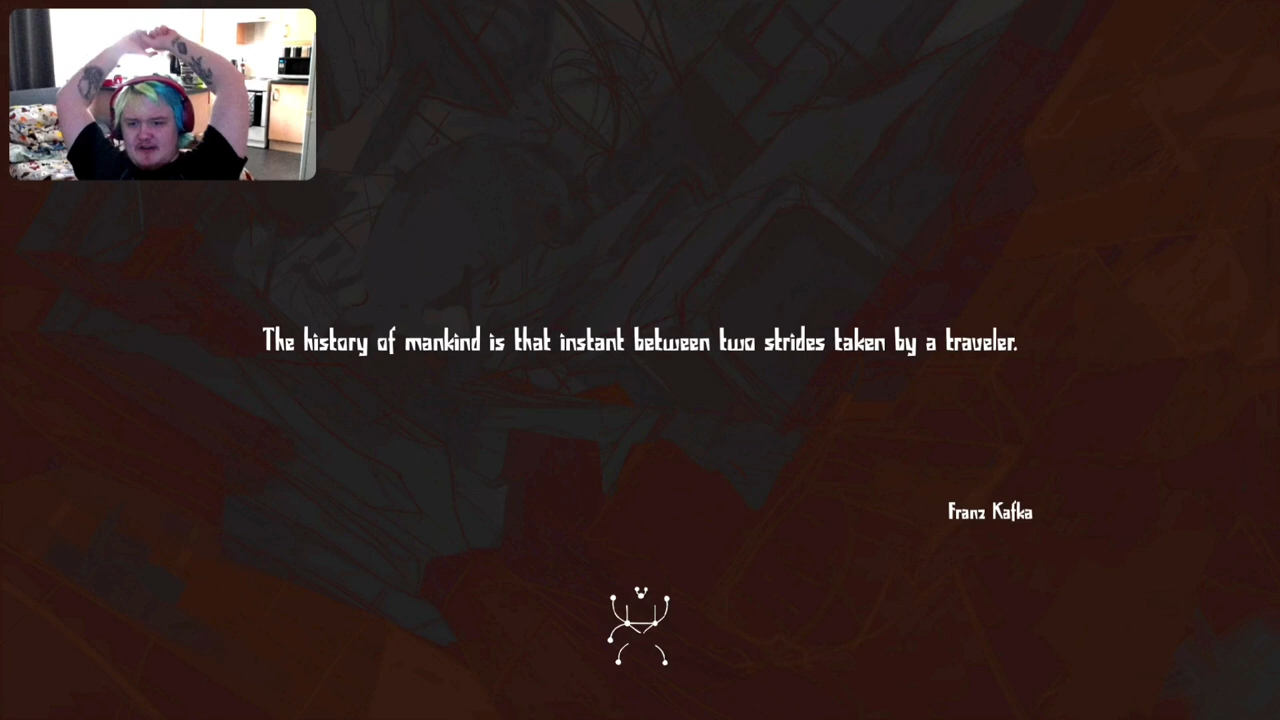 The history of mankind is that instant between two strides taken by a traveler.
Franz Kafka